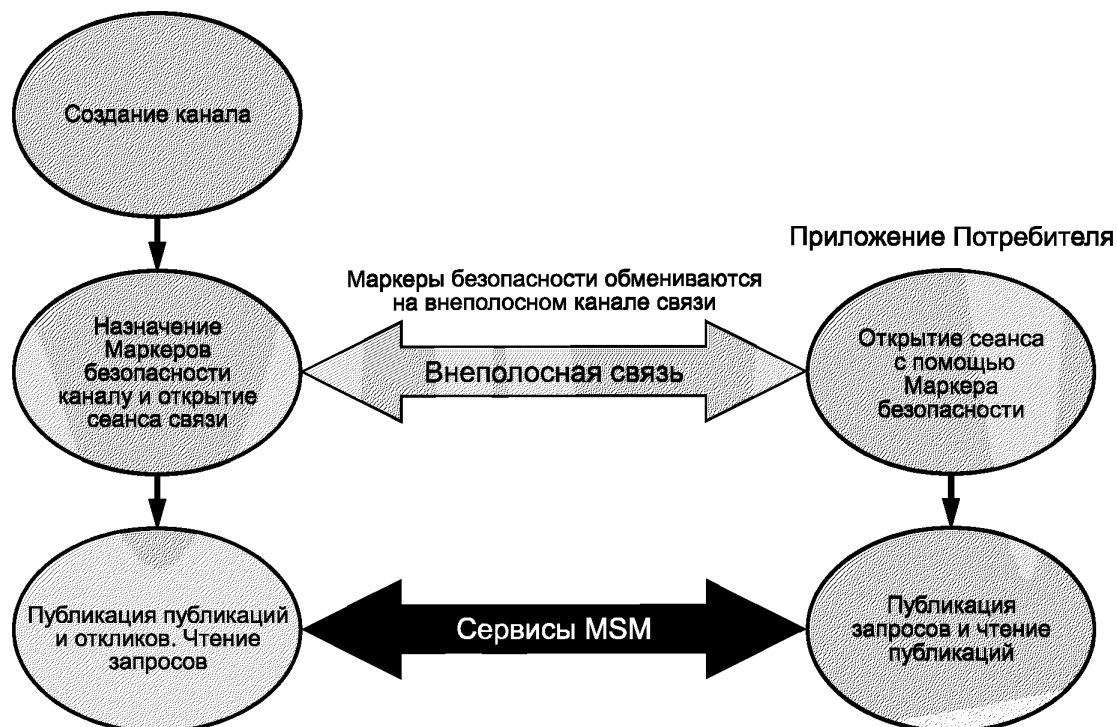 Создание канала
Приложение Потребителя
Маркеры безопасности обмениваются
на внеполосном канале связи
Назначение
Маркеров
безопасности
каналу и открытие
сеанса связи
Внеполосная связь
Открытие сеанса
с помощью
Маркера
безопасности
Публикация публикаций
и откликов. Чтение
запросов
Сервисы MSM
Публикация
запросов и чтение
публикаций